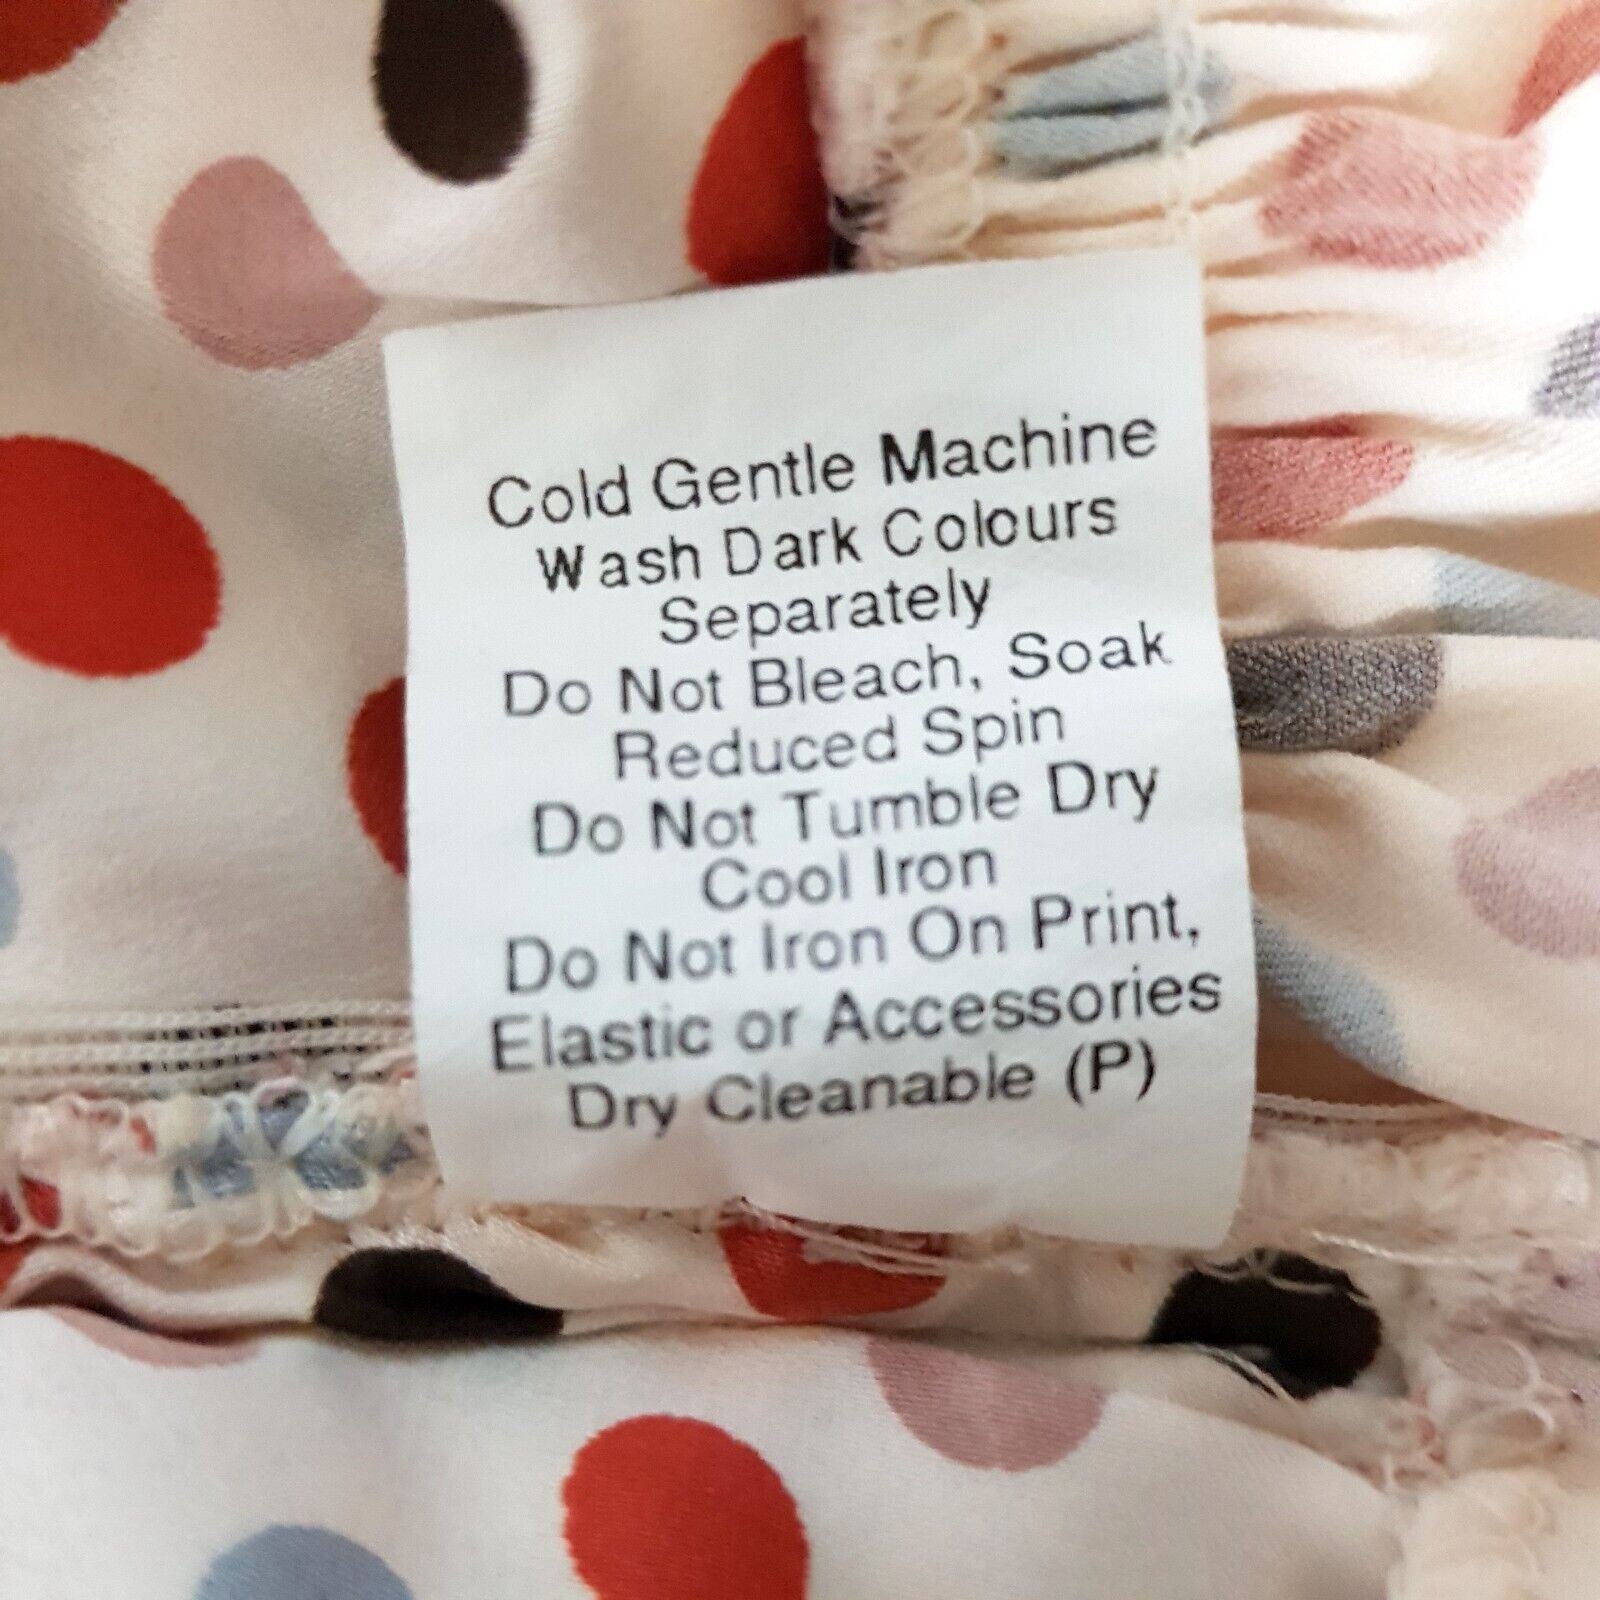 Cold Gentle Machine
Wash Dark Colours
Separately
Do Not Bleach, Soak
Reduced Spin
Do Not Tumble Dry
Cool Iron
Do Not Iron On Print,
Elastic or Accessories
Dry Cleanable (P)